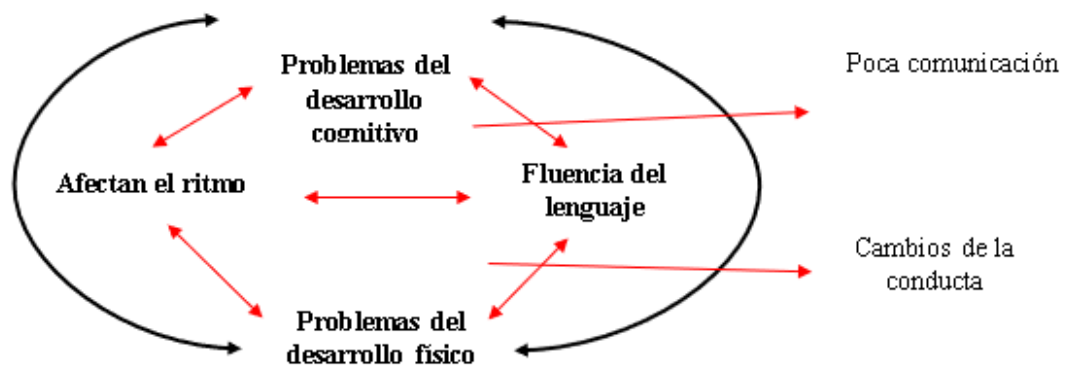 Problemas del
desarrollo
cognitivo
Poca comunicación
Afectan el ritmo
Fluencia del
lenguaje
Cambios de la
conducta
Problemas del
desarrollo físico